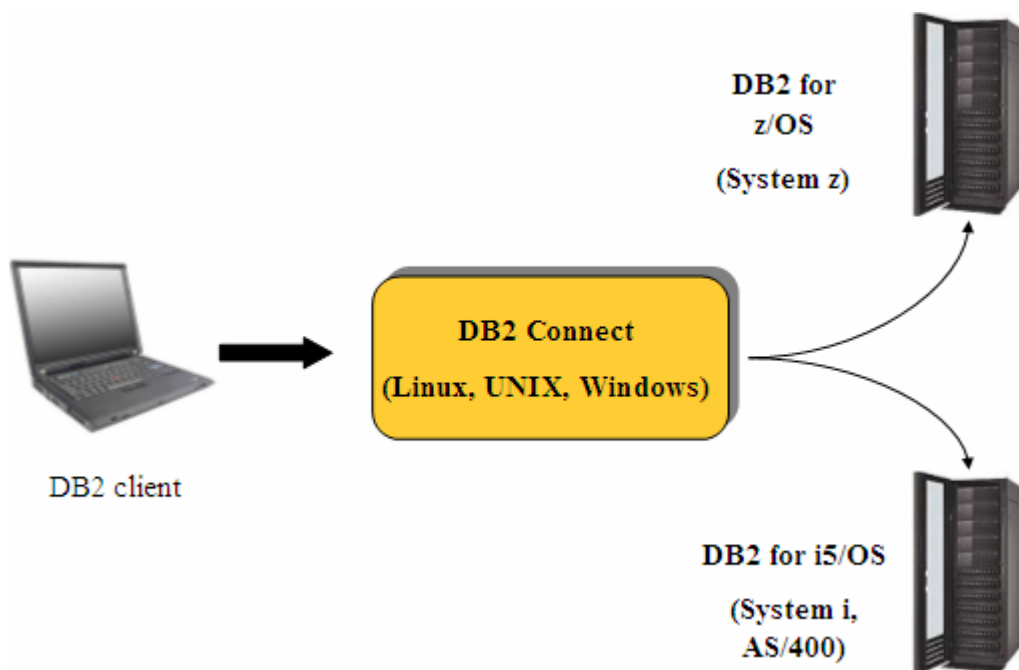 DB2 for
z/OS
(System z)
DB2 Connect
(Linux, UNIX, Windows)
DB2 client
DB2 for i5/OS
(System i,
AS/400)